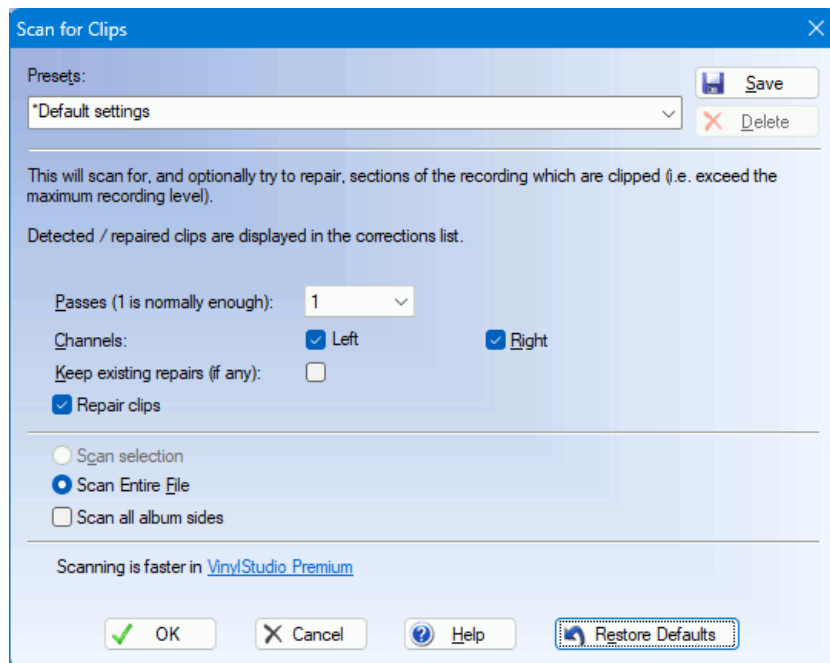 Scan for Clips
Presets:
*Default settings
Save
Delete
This will scan for, and optionally try to repair, sections of the recording which are clipped (i.e. exceed the
maximum recording level).
Detected / repaired clips are displayed in the corrections list.
Passes (1 is normally enough): 1
Channels: Left Right
Keep existing repairs (if any):
Repair clips
Scan selection
Scan Entire File
Scan all album sides
Scanning is faster in VinylStudio Premium
OK Cancel Help Restore Defaults